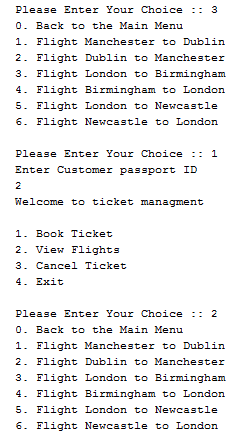 Please Enter Your Choice :: 3
0. Back to the Main Menu
1. Flight Manchester to Dublin
2. Flight Dublin to Manchester
3. Flight London to Birmingham
4. Flight Birmingham to London
5. Flight London to Newcastle
6. Flight Newcastle to London
Please Enter Your Choice :: 1
Enter Customer passport ID
2
Welcome to ticket managment
1. Book Ticket
2. View Flights
3. Cancel Ticket
4. Exit
Please Enter Your Choice :: 2
0. Back to the Main Menu
1. Flight Manchester to Dublin
2. Flight Dublin to Manchester
3. Flight London to Birmingham
4. Flight Birmingham to London
5. Flight London to Newcastle
6. Flight Newcastle to London